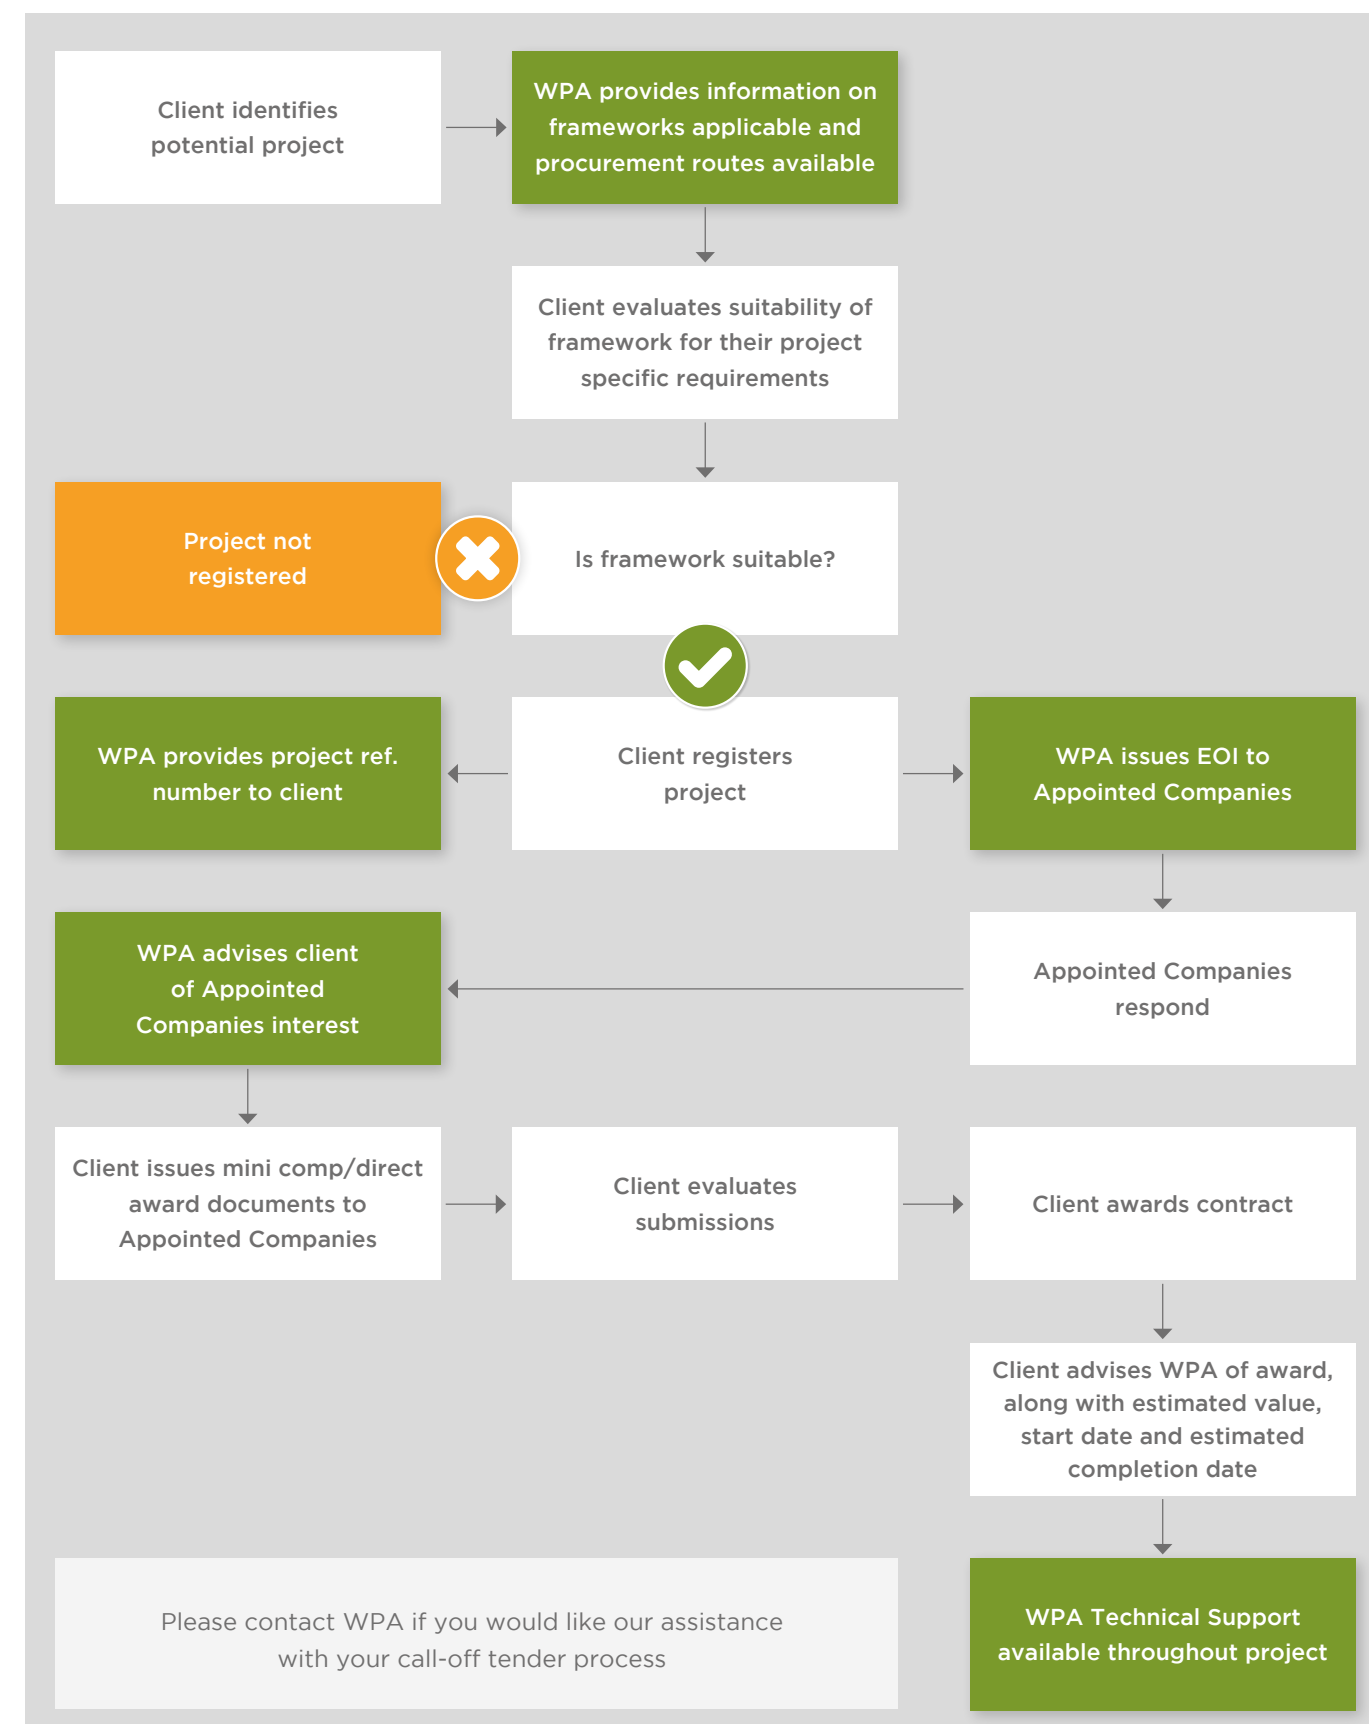 Client identifies
potential project
WPA provides information on
frameworks applicable and
procurement routes available
Client evaluates suitability of
framework for their project
specific requirements
Project not
registered
Is framework suitable?
WPA provides project ref.
number to client
Client registers
project
WPA issues EOI to
Appointed Companies
WPA advises client
of Appointed
Companies interest
Appointed Companies
respond
Client issues mini comp/direct
award documents to
Appointed Companies
Client evaluates
submissions
Client awards contract
Client advises WPA of award,
along with estimated value,
start date and estimated
completion date
Please contact WPA if you would like our assistance
with your call-off tender process
WPA Technical Support
available throughout project